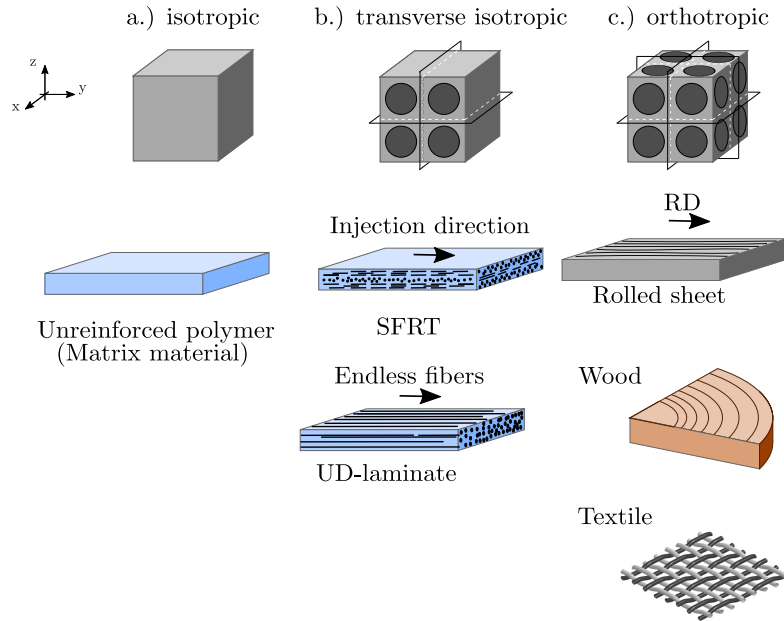 a.) isotropic
b.) transverse isotropic
c.) orthotropic
z
y
x
Injection direction
RD
Rolled sheet
SFRT
Unreinforced polymer
(Matrix material)
Endless fibers
UD-laminate
Wood
Textile